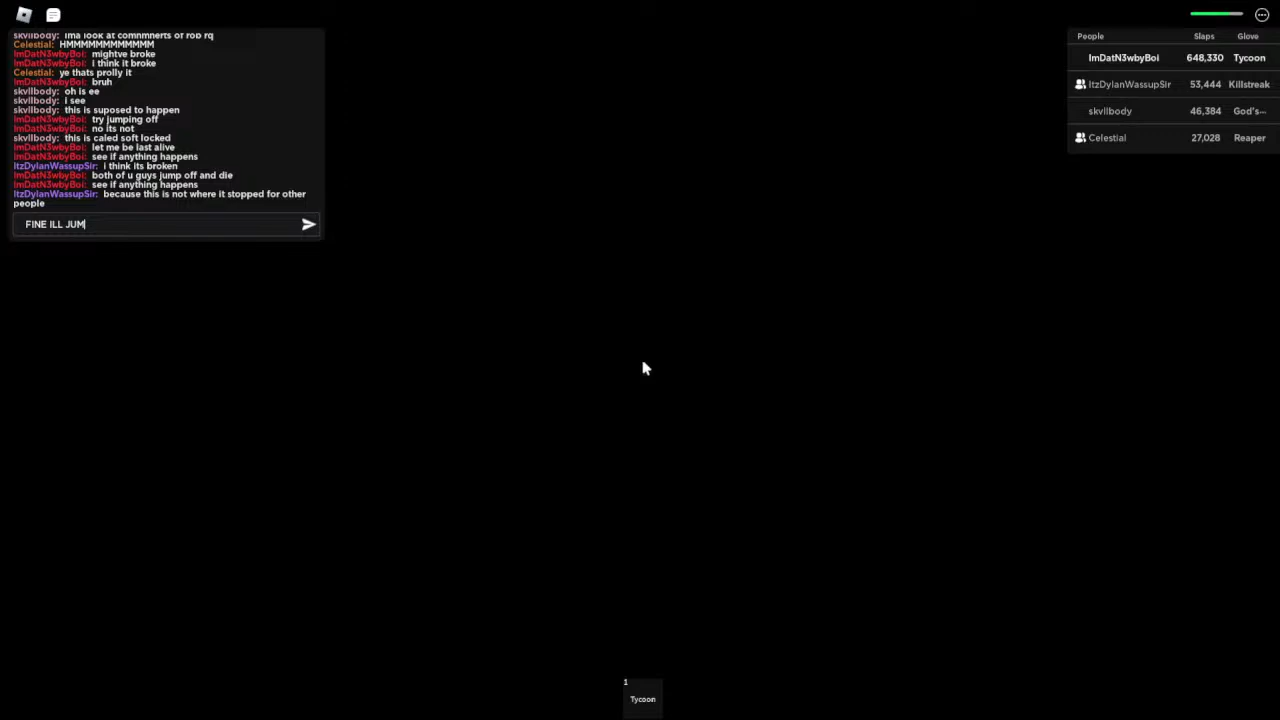 skvllbody: ima look at comnmerts of rob rq
Celestial: HMMMMMMMMMMMMM
ImDatN3wbyBoi: mightve broke
ImDatN3wbyBoi: i think it broke
Celestial: ye thats prolly it
ImDatN3wbyBoi: bruh
skvllbody: oh is ee
skvllbody: i see
skvllbody: this is suposed to happen
ImDatN3wbyBoi: try jumping off
ImDatN3wbyBoi: no its not
skvllbody: this is caled soft locked
ImDatN3wbyBoi: let me be last alive
ImDatN3wbyBoi: see if anything happens
ItzDylanWassupSir: i think its broken
ImDatN3wbyBoi: both of u guys jump off and die
ImDatN3wbyBoi: see if anything happens
ItzDylanWassupSir: because this is not where it stopped for other
people
FINE ILL JUM
People Slaps Glove
ImDatN3wbyBoi 648,330 Tycoon
ItzDylanWassupSir 53,444 Killstreak
skvllbody 46,384 God's...
Celestial 27,028 Reaper
1
Tycoon